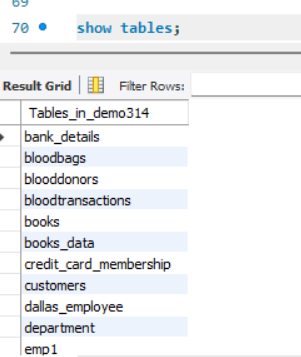 69
70 show tables;
Result Grid Filter Rows:
Tables_in_demo314
bank_details
bloodbags
blooddonors
bloodtransactions
books
books_data
credit_card_membership
customers
dallas_employee
department
emp1